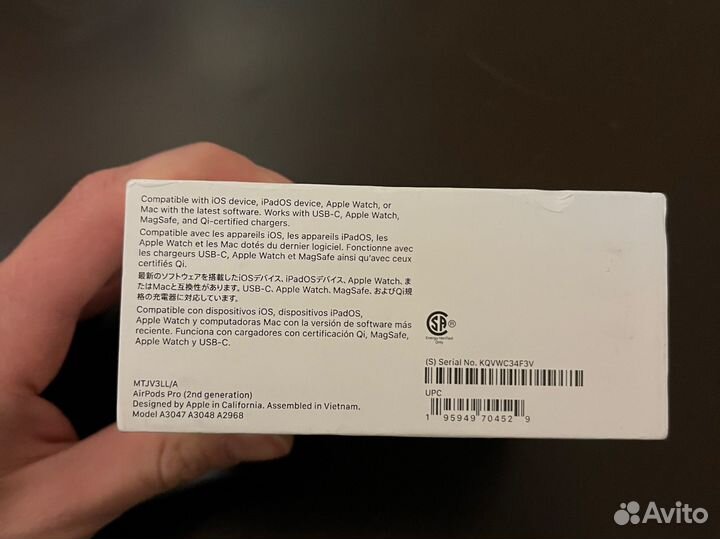 Compatible with iOS device, iPadOS device, Apple Watch, or
Mac with the latest software. Works with USB-C, Apple Watch,
MagSafe, and Qi-certified chargers.
Compatible avec les appareils iOS, les appareils iPadOS, les
Apple Watch et les Mac dotés du dernier logiciel. Fonctionne avec
les chargeurs USB-C, Apple Watch et MagSafe ainsi qu'avec ceux
certifiés Qi.
最新のソフトウェアを搭載したiOSデバイス、iPadOSデバイス、Apple Watch、ま
たはMacと互換性があります。USB-C、Apple Watch、MagSafe、およびQi規
格の充電器に対応しています。
Compatible con dispositivos iOS, dispositivos iPadOS,
Apple Watch y computadoras Mac con la versión de software más
reciente. Funciona con cargadores con certificación Qi, MagSafe,
Apple Watch y USB-C.
SA ®
Energy Verified
Only
(S) Serial No. KQVWC34F3V
MTJV3LL/A
AirPods Pro (2nd generation)
Designed by Apple in California. Assembled in Vietnam.
Model A3047 A3048 A2968
UPC
1 95949 70452 9
Avito